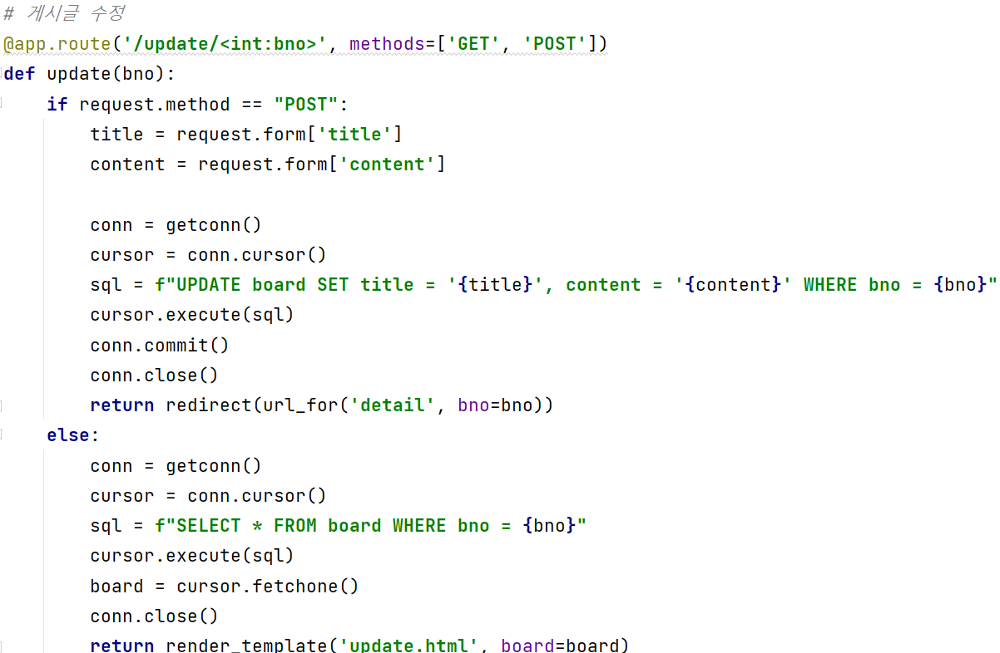 # 게시글 수정
@app.route('/update/<int:bno>', methods=['GET', 'POST'])
def update(bno):
    if request.method == "POST":
        title = request.form['title']
        content = request.form['content']

        conn = getconn()
        cursor = conn.cursor()
        sql = f"UPDATE board SET title = '{title}', content = '{content}' WHERE bno = {bno}"
        cursor.execute(sql)
        conn.commit()
        conn.close()
        return redirect(url_for('detail', bno=bno))
    else:
        conn = getconn()
        cursor = conn.cursor()
        sql = f"SELECT * FROM board WHERE bno = {bno}"
        cursor.execute(sql)
        board = cursor.fetchone()
        conn.close()
        return render_template('update.html', board=board)